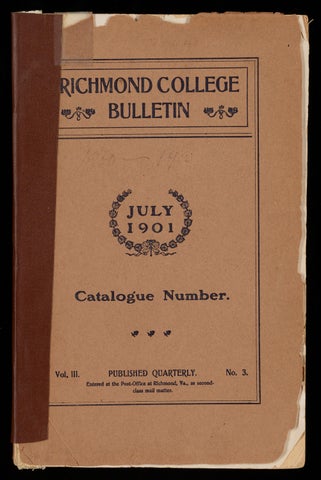 RICHMOND COLLEGE
BULLETIN
JULY
1901
Catalogue Number.
Vol. III. PUBLISHED QUARTERLY. No. 3.
Entered at the Post-Office at Richmond, Va., as second-
class mail matter.